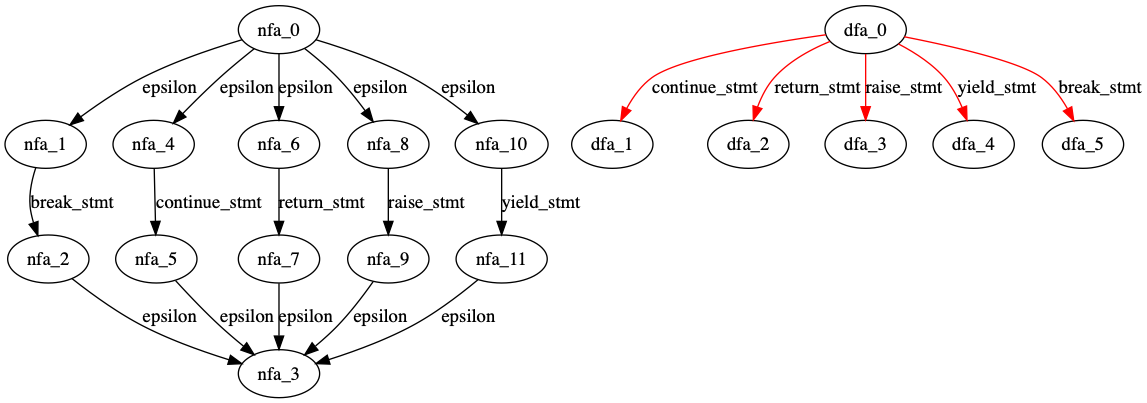 nfa_0
dfa_0
epsilon epsilon epsilon epsilon epsilon
continue_stmt return_stmt raise_stmt yield_stmt break_stmt
nfa_1 nfa_4 nfa_6 nfa_8 nfa_10
dfa_1 dfa_2 dfa_3 dfa_4 dfa_5
break_stmt continue_stmt return_stmt raise_stmt yield_stmt
nfa_2 nfa_5 nfa_7 nfa_9 nfa_11
epsilon epsilon epsilon epsilon epsilon
nfa_3